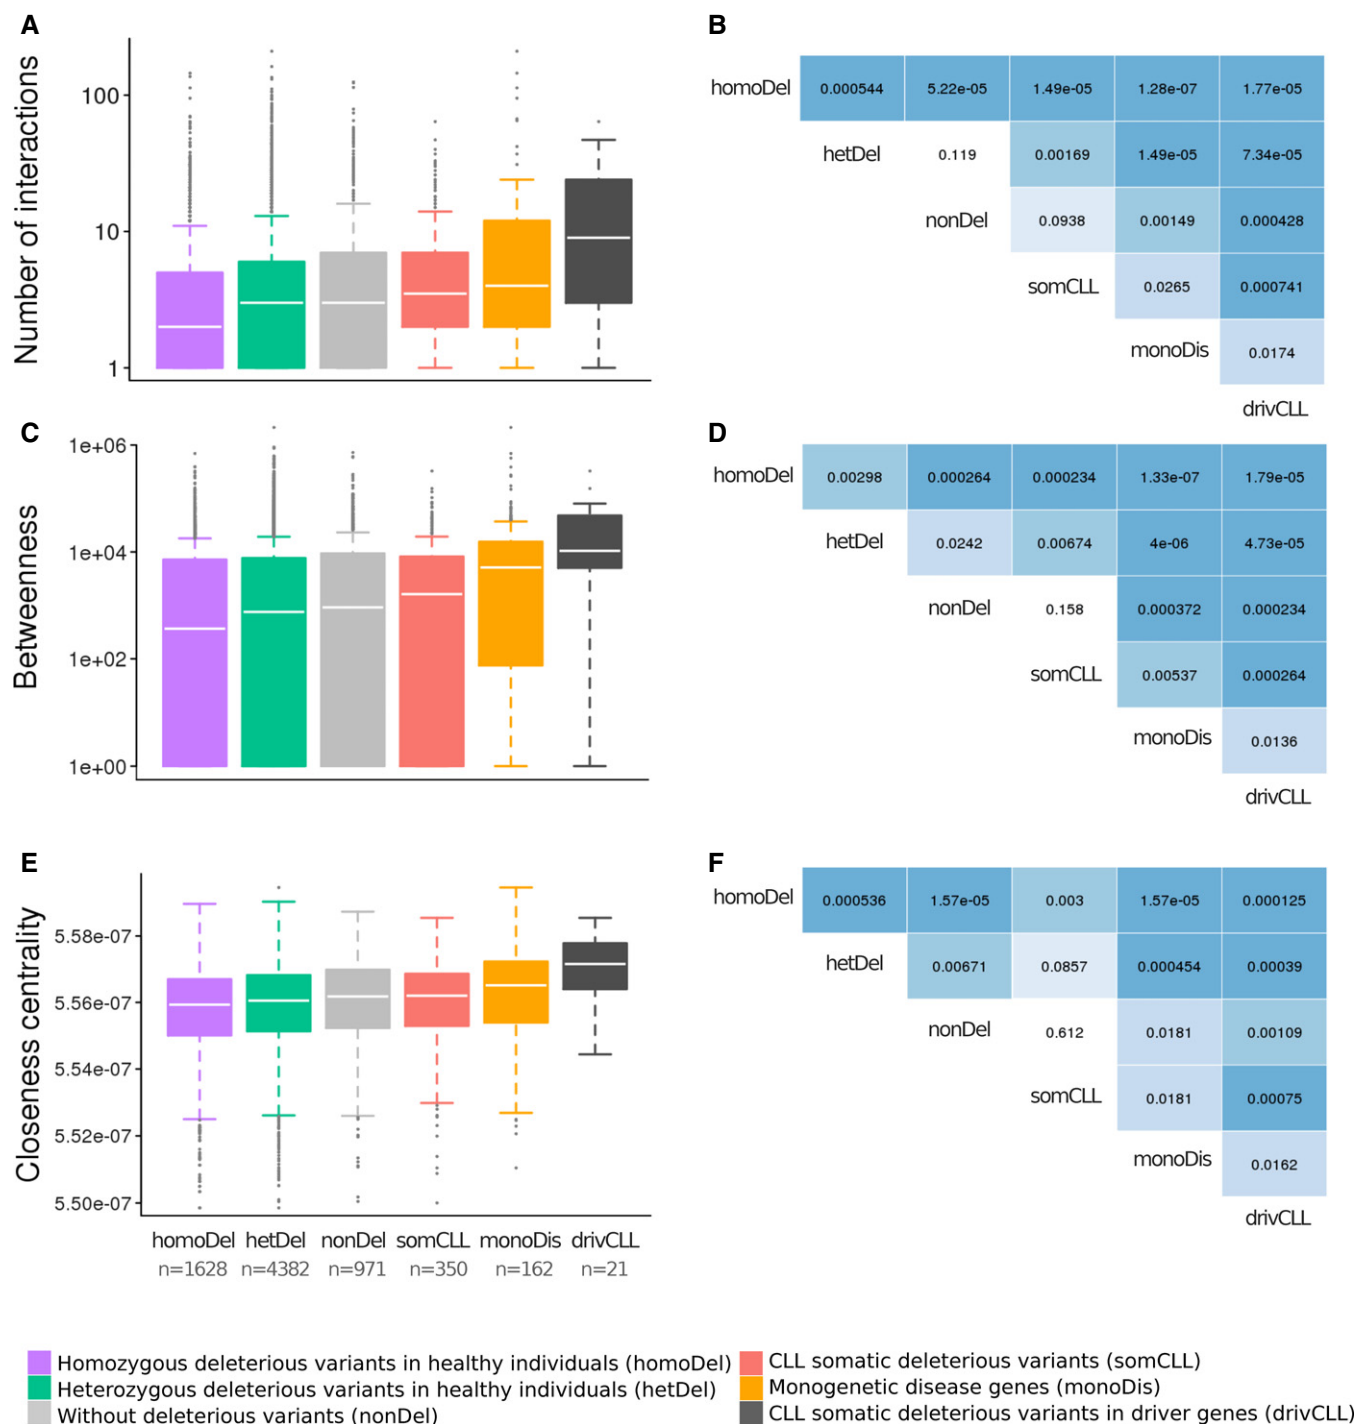 A
Number of interactions
100
10
1
B
homoDel 0.000544 5.22e-05 1.49e-05 1.28e-07 1.77e-05
hetDel 0.119 0.00169 1.49e-05 7.34e-05
nonDel 0.0938 0.00149 0.000428
somCLL 0.0265 0.000741
monoDis 0.0174
drivCLL
C
Betweenness
1e+06
1e+04
1e+02
1e+00
D
homoDel 0.00298 0.000264 0.000234 1.33e-07 1.79e-05
hetDel 0.0242 0.00674 4e-06 4.73e-05
nonDel 0.158 0.000372 0.000234
somCLL 0.00537 0.000264
monoDis 0.0136
drivCLL
E
Closeness centrality
5.58e-07
5.56e-07
5.54e-07
5.52e-07
5.50e-07
homoDel hetDel nonDel somCLL monoDis drivCLL
n=1628 n=4382 n=971 n=350 n=162 n=21
F
homoDel 0.000536 1.57e-05 0.003 1.57e-05 0.000125
hetDel 0.00671 0.0857 0.000454 0.00039
nonDel 0.612 0.0181 0.00109
somCLL 0.0181 0.00075
monoDis 0.0162
drivCLL
Homozygous deleterious variants in healthy individuals (homoDel)
Heterozygous deleterious variants in healthy individuals (hetDel)
Without deleterious variants (nonDel)
CLL somatic deleterious variants (somCLL)
Monogenetic disease genes (monoDis)
CLL somatic deleterious variants in driver genes (drivCLL)